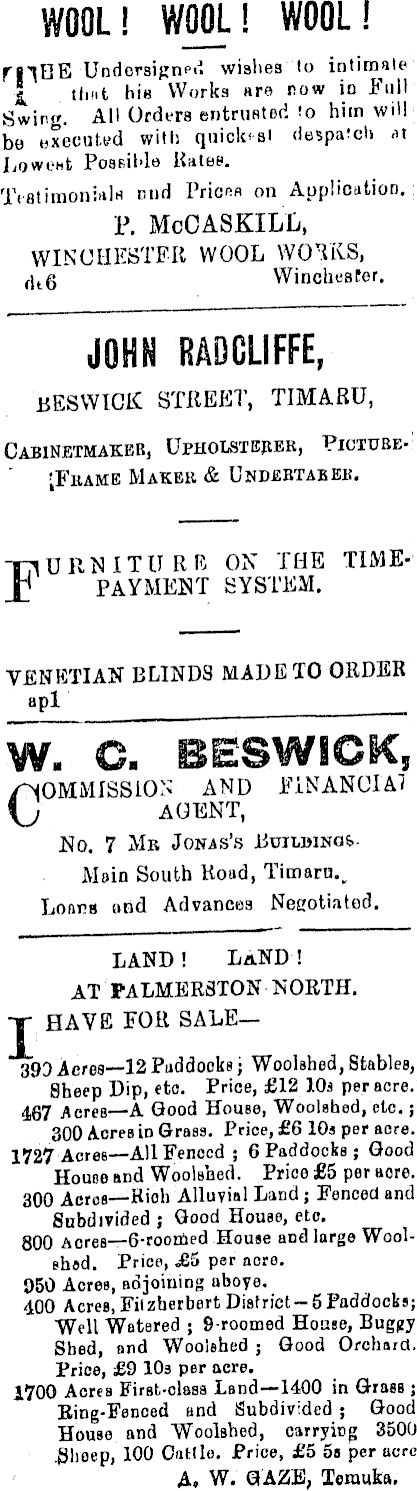 WOOL! WOOL! WOOL!
THE Undersigned wishes to intimate
that his Works are now in Full
Swing. All Orders entrusted to him will
be executed with quickest despatch at
Lowest Possible Rates.
Testimonials and Prices on Application.
P. McCASKILL,
WINCHESTER WOOL WORKS,
dt6 Winchester.
JOHN RADCLIFFE,
BESWICK STREET, TIMARU,
CABINETMAKER, UPHOLSTERER, PICTURE-
FRAME MAKER & UNDERTAKER.
FURNITURE ON THE TIME-
PAYMENT SYSTEM.
VENETIAN BLINDS MADE TO ORDER
ap1
W. C. BESWICK,
COMMISSION AND FINANCIAL
AGENT,
No. 7 MR JONAS'S BUILDINGS.
Main South Road, Timaru.
Loans and Advances Negotiated.
LAND! LAND!
AT PALMERSTON NORTH.
I HAVE FOR SALE—
390 Acres—12 Paddocks; Woolshed, Stables,
Sheep Dip, etc. Price, £12 10s per acre.
467 Acres—A Good House, Woolshed, etc.;
300 Acres in Grass. Price, £6 10s per acre.
1727 Acres—All Fenced; 6 Paddocks; Good
House and Woolshed. Price £5 per acre.
300 Acres—Rich Alluvial Land; Fenced and
Subdivided; Good House, etc.
800 Acres—6-roomed House and large Wool-
shed. Price, £5 per acre.
950 Acres, adjoining above.
400 Acres, Fitzherbert District—5 Paddocks;
Well Watered; 9-roomed House, Buggy
Shed, and Woolshed; Good Orchard.
Price, £9 10s per acre.
1700 Acres First-class Land—1400 in Grass;
Ring-Fenced and Subdivided; Good
House and Woolshed, carrying 3500
Sheep, 100 Cattle. Price, £5 5s per acre
A. W. GAZE, Temuka.